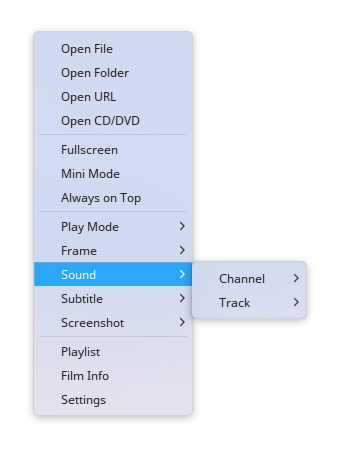 Open File
Open Folder
Open URL
Open CD/DVD
Fullscreen
Mini Mode
Always on Top
Play Mode
Frame
Sound
Subtitle
Screenshot
Playlist
Film Info
Settings
Channel
Track